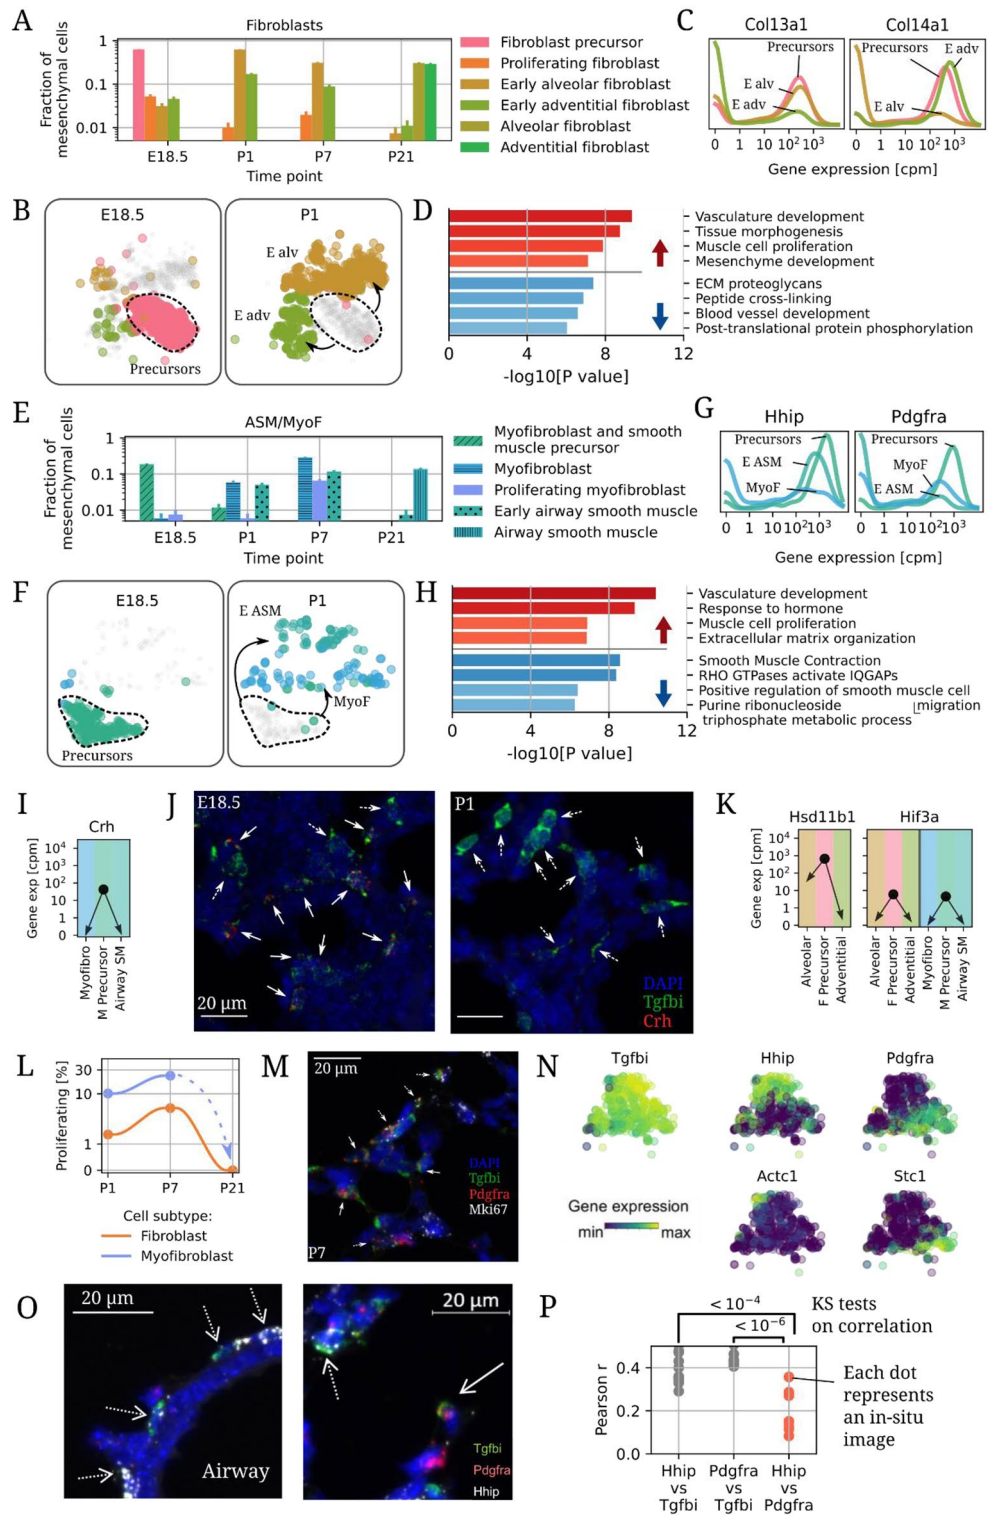 A
Fibroblasts
Fraction of
mesenchymal cells
1
0.1
0.01
E18.5
P1
P7
P21
Time point
Fibroblast precursor
Proliferating fibroblast
Early alveolar fibroblast
Early adventitial fibroblast
Alveolar fibroblast
Adventitial fibroblast
C
Col13a1
Col14a1
Precursors
E alv
E adv
Precursors
E adv
E alv
0 1 10 10² 10³
0 1 10 10² 10³
Gene expression [cpm]
B
E18.5
P1
Precursors
E alv
E adv
D
Vasculature development
Tissue morphogenesis
Muscle cell proliferation
Mesenchyme development
ECM proteoglycans
Peptide cross-linking
Blood vessel development
Post-translational protein phosphorylation
0 4 8 12
-log10[P value]
E
ASM/MyoF
Fraction of
mesenchymal cells
1
0.1
0.01
E18.5
P1
P7
P21
Time point
Myofibroblast and smooth
muscle precursor
Myofibroblast
Proliferating myofibroblast
Early airway smooth muscle
Airway smooth muscle
G
Hhip
Pdgfra
Precursors
E ASM
MyoF
Precursors
MyoF
E ASM
0 1 10 10² 10³
0 1 10 10² 10³
Gene expression [cpm]
F
E18.5
P1
Precursors
E ASM
MyoF
H
Vasculature development
Response to hormone
Muscle cell proliferation
Extracellular matrix organization
Smooth Muscle Contraction
RHO GTPases activate IQGAPs
Positive regulation of smooth muscle cell
migration
Purine ribonucleoside
triphosphate metabolic process
0 4 8 12
-log10[P value]
I
Crh
Gene exp [cpm]
10⁴
10³
10²
10
1
0
Myofibro
M Precursor
Airway SM
J
E18.5
20 µm
P1
DAPI
Tgfbi
Crh
K
Hsd11b1
Hif3a
Gene exp [cpm]
10⁴
10³
10²
10
1
0
Alveolar
F Precursor
Adventitial
Alveolar
F Precursor
Adventitial
Myofibro
M Precursor
Airway SM
L
Proliferating [%]
30
10
1
0
P1
P7
P21
Cell subtype:
Fibroblast
Myofibroblast
M
20 µm
DAPI
Tgfbi
Pdgfra
Mki67
P7
N
Tgfbi
Hhip
Pdgfra
Actc1
Stc1
Gene expression
min
max
O
20 µm
Airway
20 µm
Tgfbi
Pdgfra
Hhip
P
< 10⁻⁴
< 10⁻⁶
KS tests
on correlation
Pearson r
0.4
0.2
0.0
Hhip
vs
Tgfbi
Pdgfra
vs
Tgfbi
Hhip
vs
Pdgfra
Each dot
represents
an in-situ
image